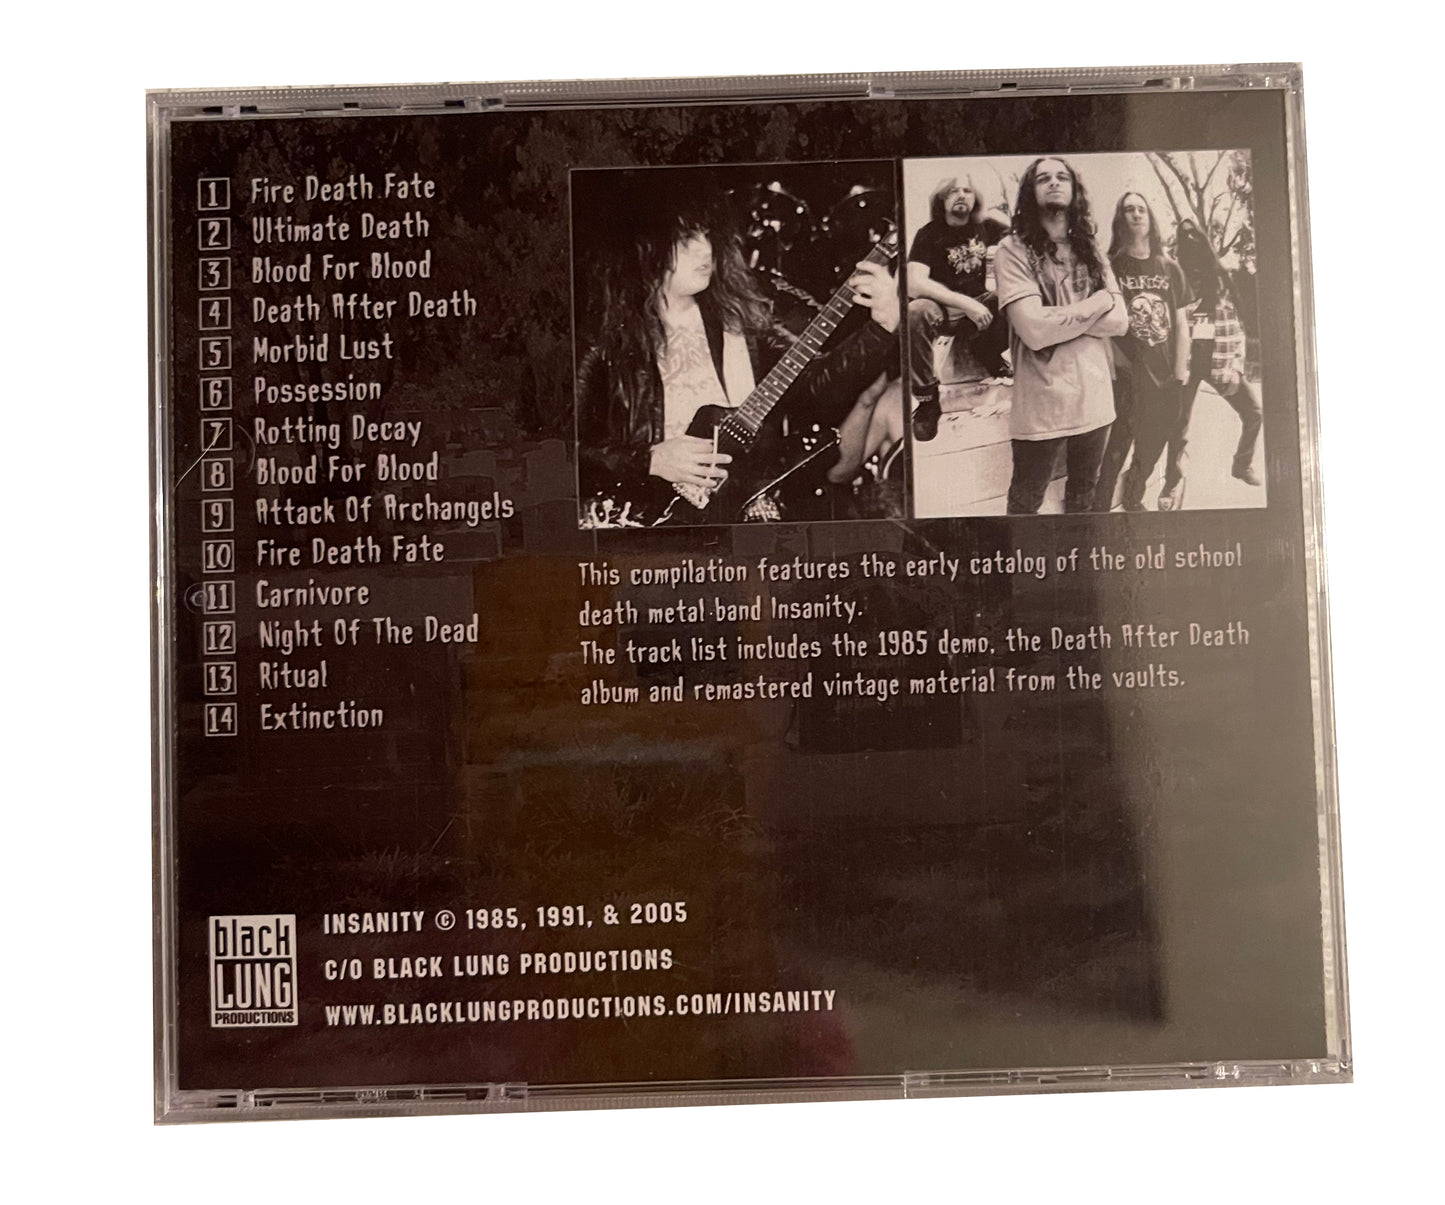 1 Fire Death Fate
2 Ultimate Death
3 Blood For Blood
4 Death After Death
5 Morbid Lust
6 Possession
7 Rotting Decay
8 Blood For Blood
9 Attack Of Archangels
10 Fire Death Fate
11 Carnivore
12 Night Of The Dead
13 Ritual
14 Extinction
NEUROSIS
This compilation features the early catalog of the old school
death metal band Insanity.
The track list includes the 1985 demo, the Death After Death
album and remastered vintage material from the vaults.
black
LUNG
PRODUCTIONS
INSANITY © 1985, 1991, & 2005
C/O BLACK LUNG PRODUCTIONS
WWW.BLACKLUNGPRODUCTIONS.COM/INSANITY